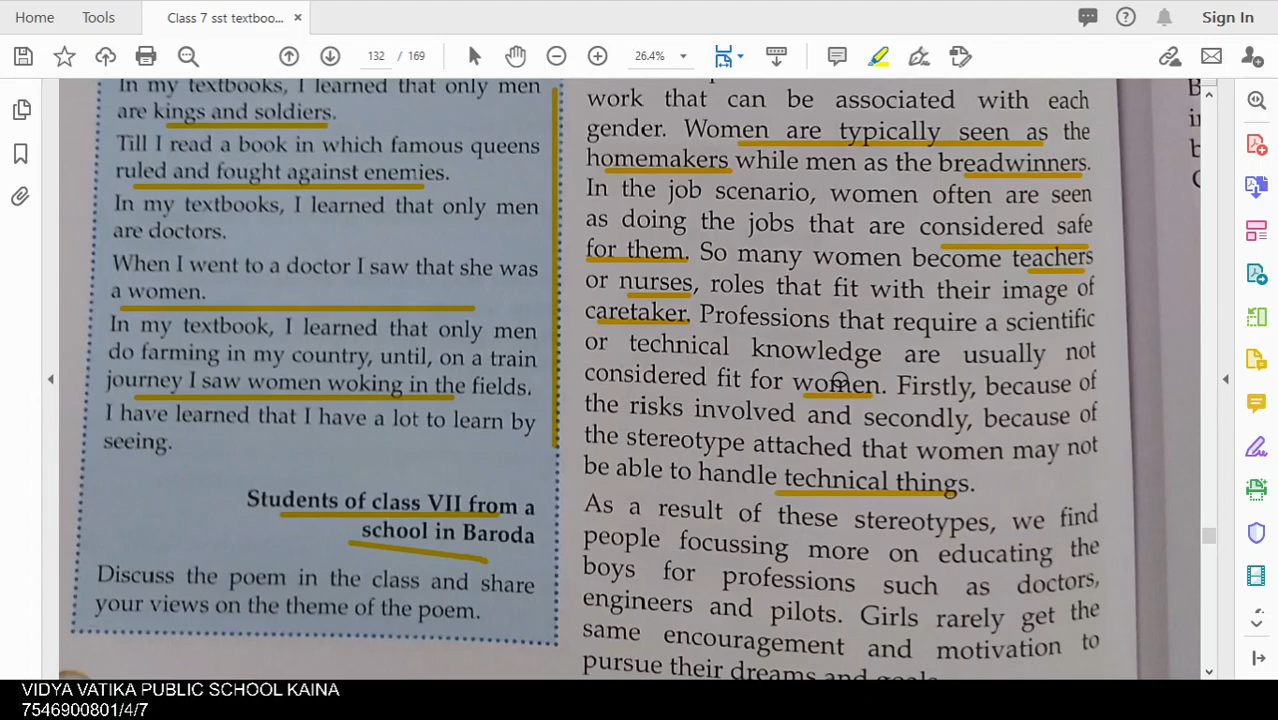 Home
Tools
Class 7 sst textboo...
Sign In
132 / 169
26.4%
In my textbooks, I learned that only men
are kings and soldiers.
Till I read a book in which famous queens
ruled and fought against enemies.
In my textbooks, I learned that only men
are doctors.
When I went to a doctor I saw that she was
a women.
In my textbook, I learned that only men
do farming in my country, until, on a train
journey I saw women woking in the fields.
I have learned that I have a lot to learn by
seeing.
Students of class VII from a
school in Baroda
Discuss the poem in the class and share
your views on the theme of the poem.
work that can be associated with each
gender. Women are typically seen as the
homemakers while men as the breadwinners.
In the job scenario, women often are seen
as doing the jobs that are considered safe
for them. So many women become teachers
or nurses, roles that fit with their image of
caretaker. Professions that require a scientific
or technical knowledge are usually not
considered fit for women. Firstly, because of
the risks involved and secondly, because of
the stereotype attached that women may not
be able to handle technical things.
As a result of these stereotypes, we find
people focussing more on educating the
boys for professions such as doctors,
engineers and pilots. Girls rarely get the
same encouragement and motivation to
pursue their dreams and goals
VIDYA VATIKA PUBLIC SCHOOL KAINA
7546900801/4/7